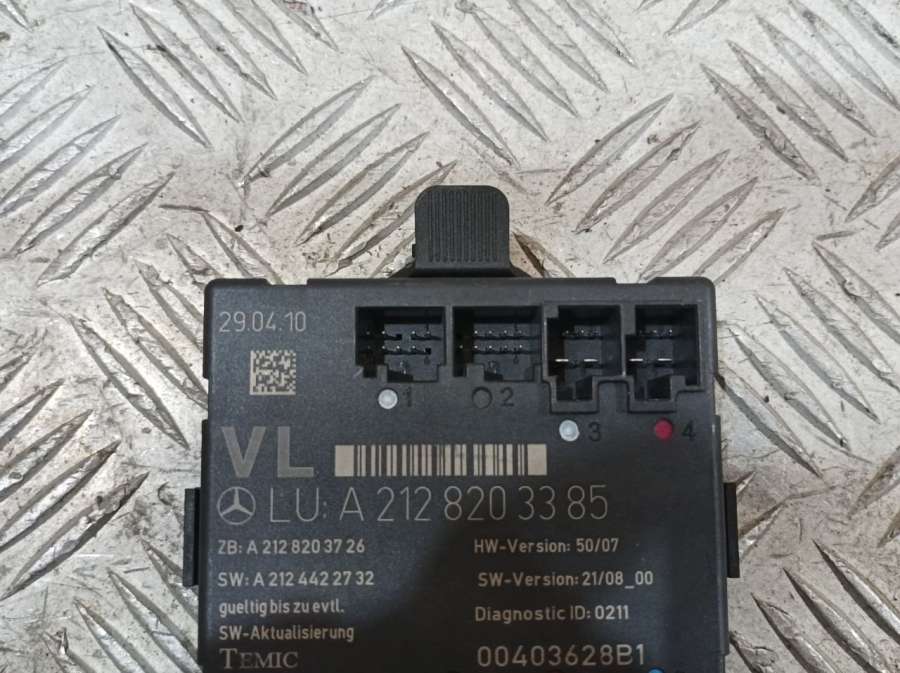 29.04.10
1
2
3
4
VL
LU: A 212 820 33 85
ZB: A 212 820 37 26
HW-Version: 50/07
SW: A 212 442 27 32
SW-Version: 21/08_00
gueltig bis zu evtl.
Diagnostic ID: 0211
SW-Aktualisierung
TEMIC
00403628B1